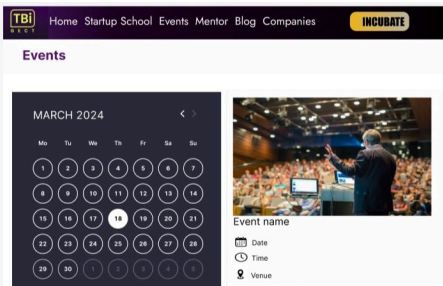 TBi
GECT
Home Startup School Events Mentor Blog Companies
INCUBATE
Events
MARCH 2024
< >
Mo Tu We Th Fr Sa Su
1 2 3 4 5 6 7
8 9 10 11 12 13 14
15 16 17 18 19 20 21
22 23 24 25 26 27 28
29 30 1 2 3 4 5
Event name
Date
Time
Venue